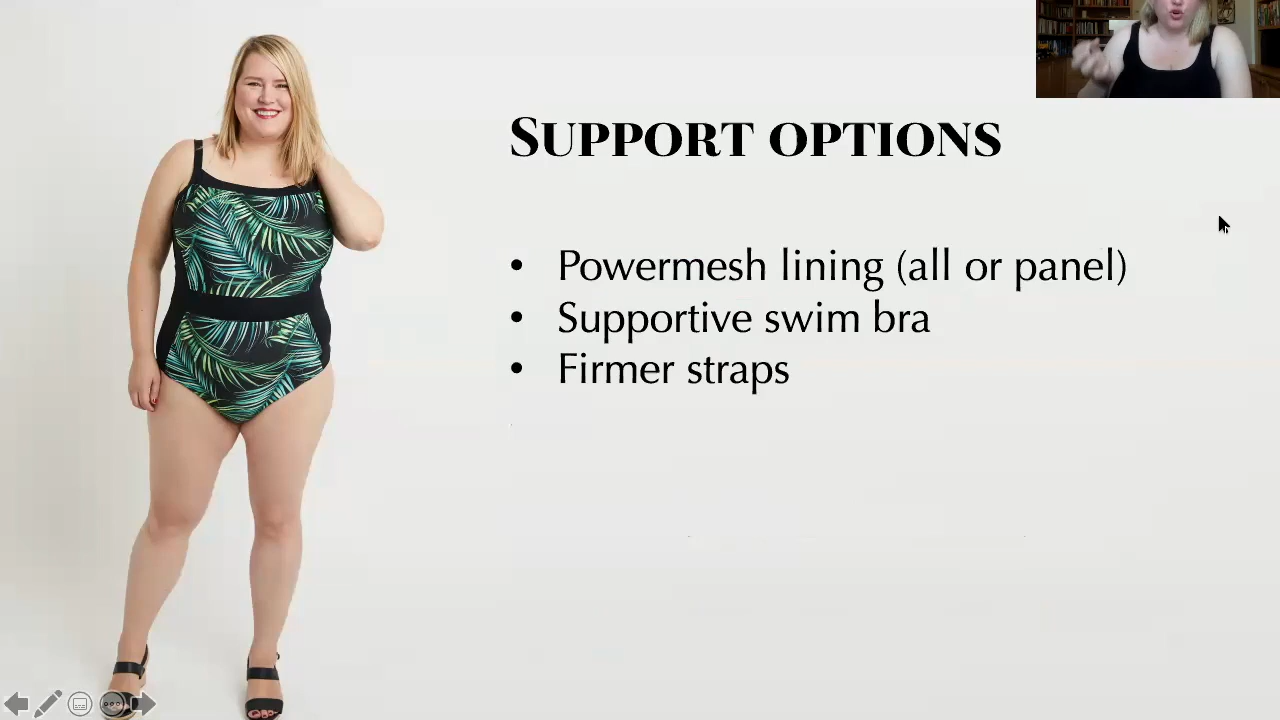 SUPPORT OPTIONS
• Powermesh lining (all or panel)
• Supportive swim bra
• Firmer straps